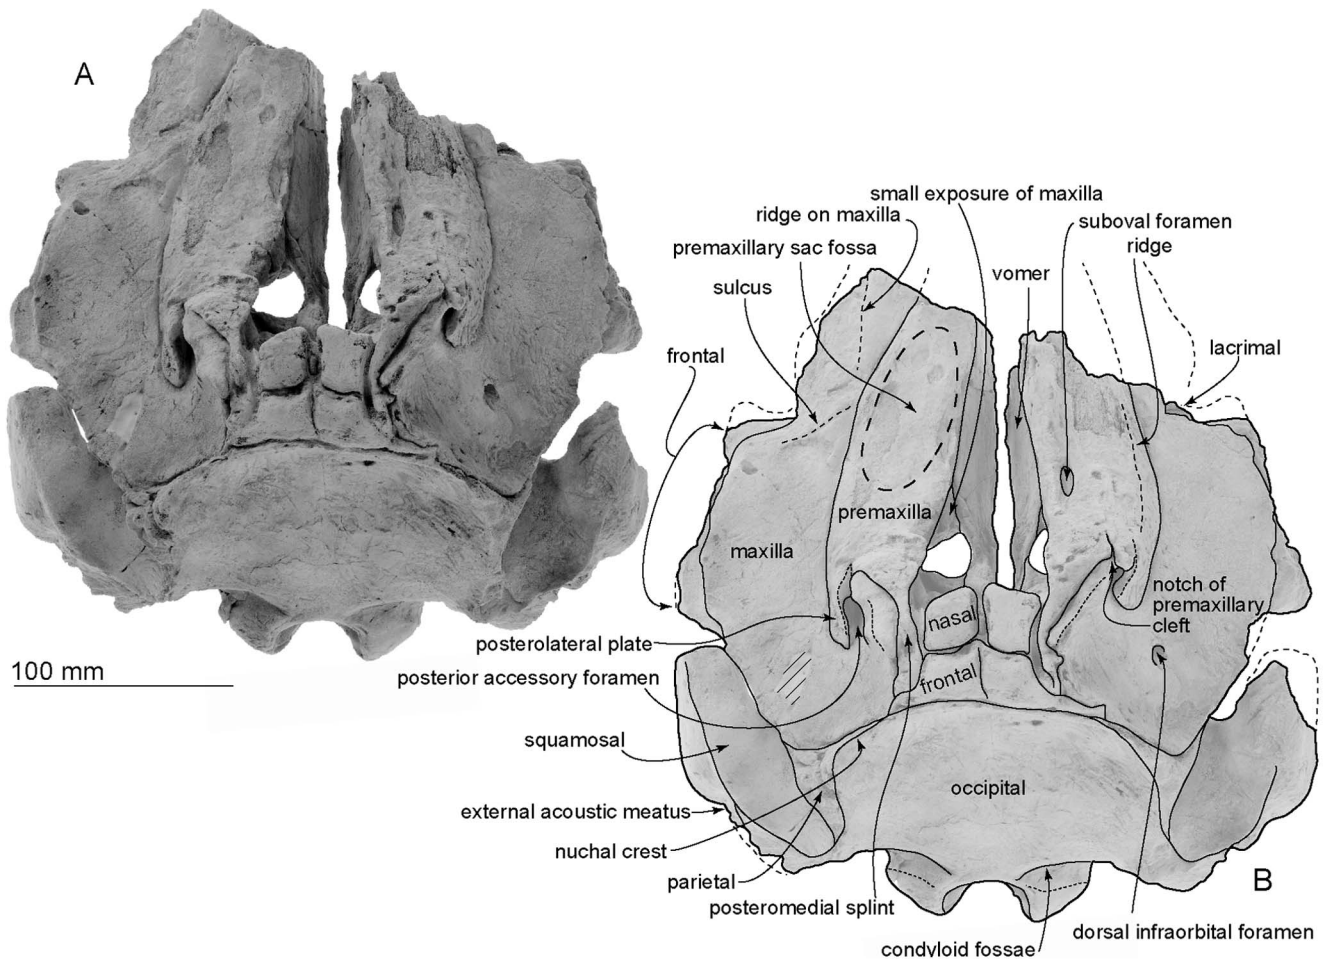 A
100 mm
small exposure of maxilla
ridge on maxilla
suboval foramen
premaxillary sac fossa
ridge
vomer
sulcus
lacrimal
frontal
premaxilla
maxilla
notch of
premaxillary
cleft
nasal
posterolateral plate
posterior accessory foramen
frontal
squamosal
occipital
external acoustic meatus
nuchal crest
parietal
B
posteromedial splint
dorsal infraorbital foramen
condyloid fossae